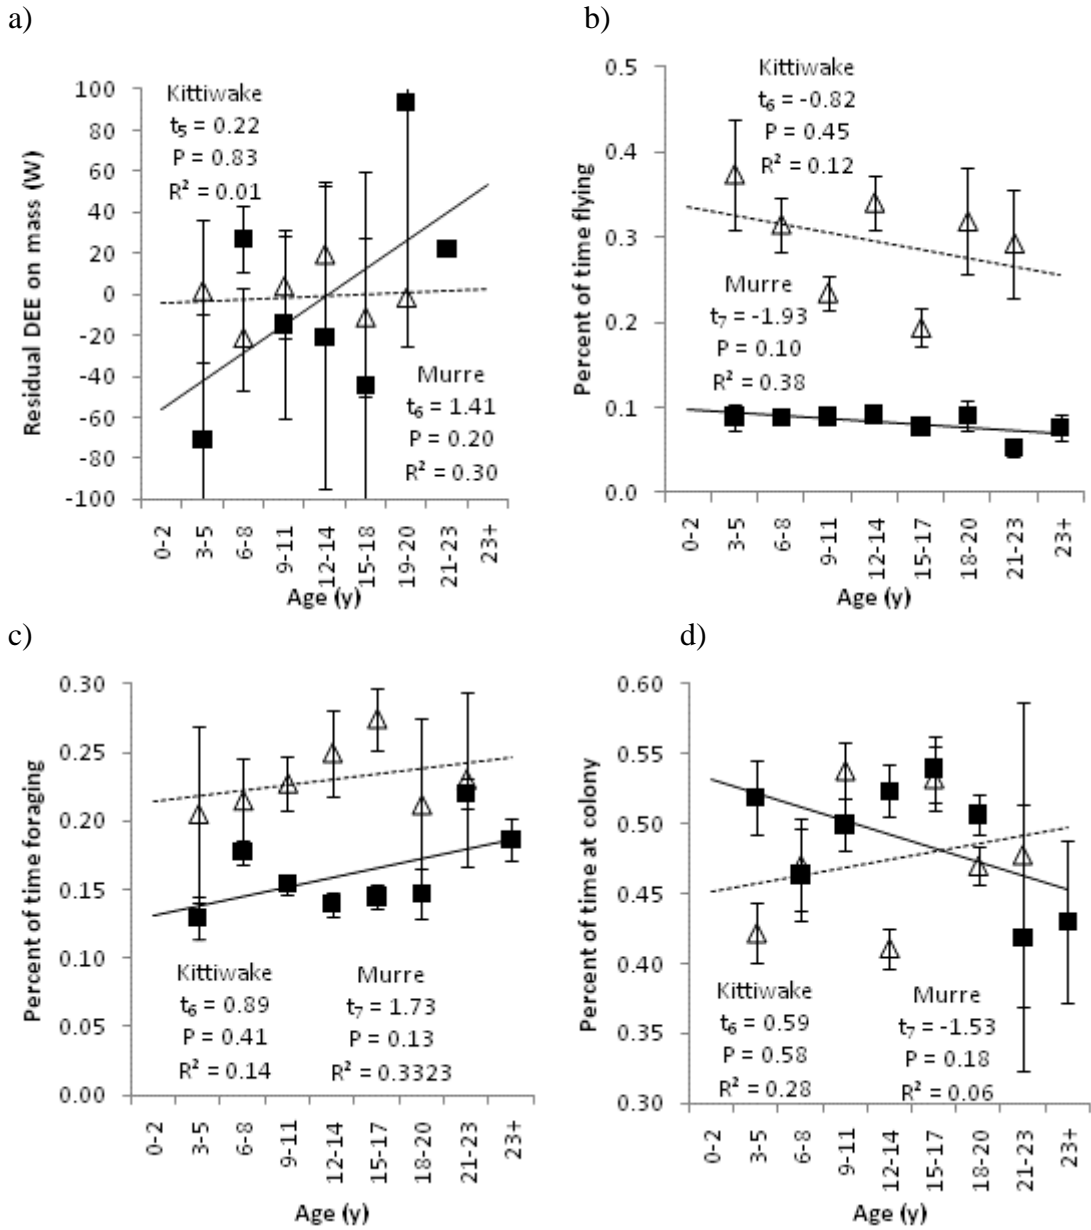 a)
Residual DEE on mass (W)
100
80
60
40
20
0
-20
-40
-60
-80
-100
Kittiwake
t₅ = 0.22
P = 0.83
R² = 0.01
Murre
t₆ = 1.41
P = 0.20
R² = 0.30
0-2
3-5
6-8
9-11
12-14
15-18
19-20
21-23
23+
Age (y)
b)
Percent of time flying
0.5
0.4
0.3
0.2
0.1
0.0
Kittiwake
t₆ = -0.82
P = 0.45
R² = 0.12
Murre
t₇ = -1.93
P = 0.10
R² = 0.38
0-2
3-5
6-8
9-11
12-14
15-17
18-20
21-23
23+
Age (y)
c)
Percent of time foraging
0.30
0.25
0.20
0.15
0.10
0.05
0.00
Kittiwake
t₆ = 0.89
P = 0.41
R² = 0.14
Murre
t₇ = 1.73
P = 0.13
R² = 0.3323
0-2
3-5
6-8
9-11
12-14
15-17
18-20
21-23
23+
Age (y)
d)
Percent of time at colony
0.60
0.55
0.50
0.45
0.40
0.35
0.30
Kittiwake
t₆ = 0.59
P = 0.58
R² = 0.28
Murre
t₇ = -1.53
P = 0.18
R² = 0.06
0-2
3-5
6-8
9-11
12-14
15-17
18-20
21-23
23+
Age (y)